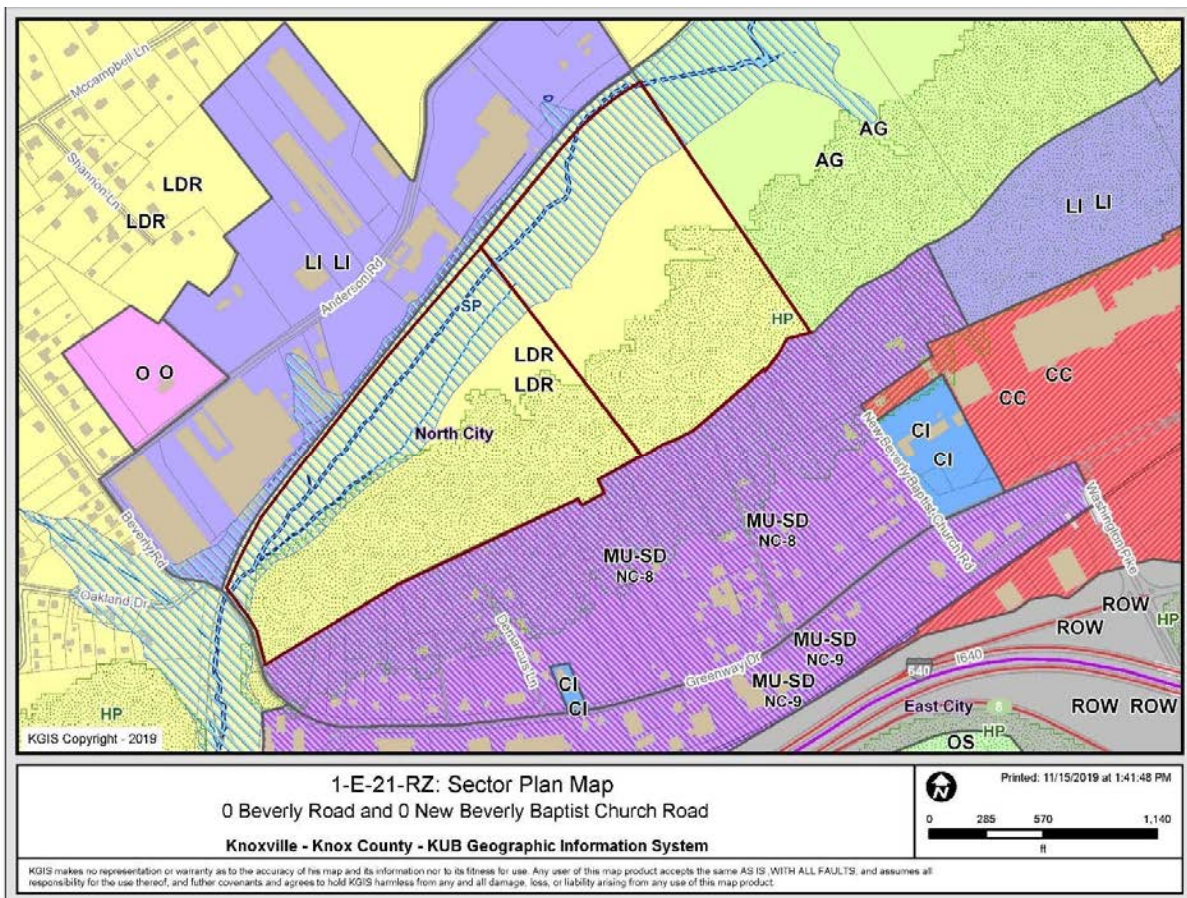 Mccampbell Ln
Shannon Ln
LDR
LDR
AG
AG
LI LI
LI LI
Anderson Rd
SP
HP
O O
LDR
LDR
CC
CC
North City
CI
CI
New Beverly Baptist Church Rd
Washington Pike
Beverly Rd
MU-SD
NC-8
MU-SD
NC-8
Oakland Dr
ROW
ROW
HP
Demarcus Ln
MU-SD
NC-9
I640
640
CI
CI
Greenway Dr
MU-SD
NC-9
East City
8
ROW ROW
HP
HP
OS
KGIS Copyright - 2019
1-E-21-RZ: Sector Plan Map
0 Beverly Road and 0 New Beverly Baptist Church Road
Knoxville - Knox County - KUB Geographic Information System
N
Printed: 11/15/2019 at 1:41:48 PM
0 285 570 1,140
ft
KGIS makes no representation or warranty as to the accuracy of his map and its information nor to its fitness for use. Any user of this map product accepts the same AS IS ,WITH ALL FAULTS, and assumes all
responsibility for the use thereof, and futher covenants and agrees to hold KGIS harmless from any and all damage, loss, or liability arising from any use of this map product.